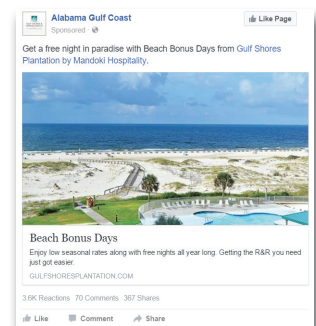 Alabama Gulf Coast
Like Page
Sponsored ·
Get a free night in paradise with Beach Bonus Days from Gulf Shores
Plantation by Mandoki Hospitality.
Beach Bonus Days
Enjoy low seasonal rates along with free nights all year long. Getting the R&R you need
just got easier.
GULFSHORESPLANTATION.COM
3.6K Reactions 70 Comments 367 Shares
Like Comment Share